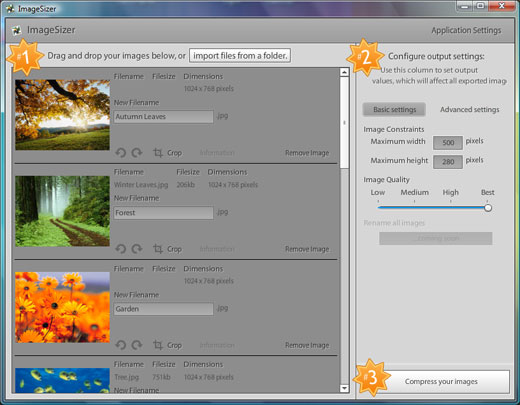 ImageSizer
ImageSizer
Application Settings
#1 Drag and drop your images below, or import files from a folder.
Filename Filesize Dimensions
1024 x 768 pixels
New Filename
Autumn Leaves .jpg
Crop Information Remove Image
Filename Filesize Dimensions
Winter Leaves.jpg 206kb 1024 x 768 pixels
New Filename
Forest .jpg
Crop Information Remove Image
Filename Filesize Dimensions
1024 x 768 pixels
New Filename
Garden .jpg
Crop Information Remove Image
Filename Filesize Dimensions
Tree.jpg 751kb 1024 x 768 pixels
New Filename
#2 Configure output settings:
Use this column to set output
values, which will affect all exported imag
Basic settings Advanced settings
Image Constraints
Maximum width 500 pixels
Maximum height 280 pixels
Image Quality
Low Medium High Best
Rename all images
...coming soon...
#3 Compress your images